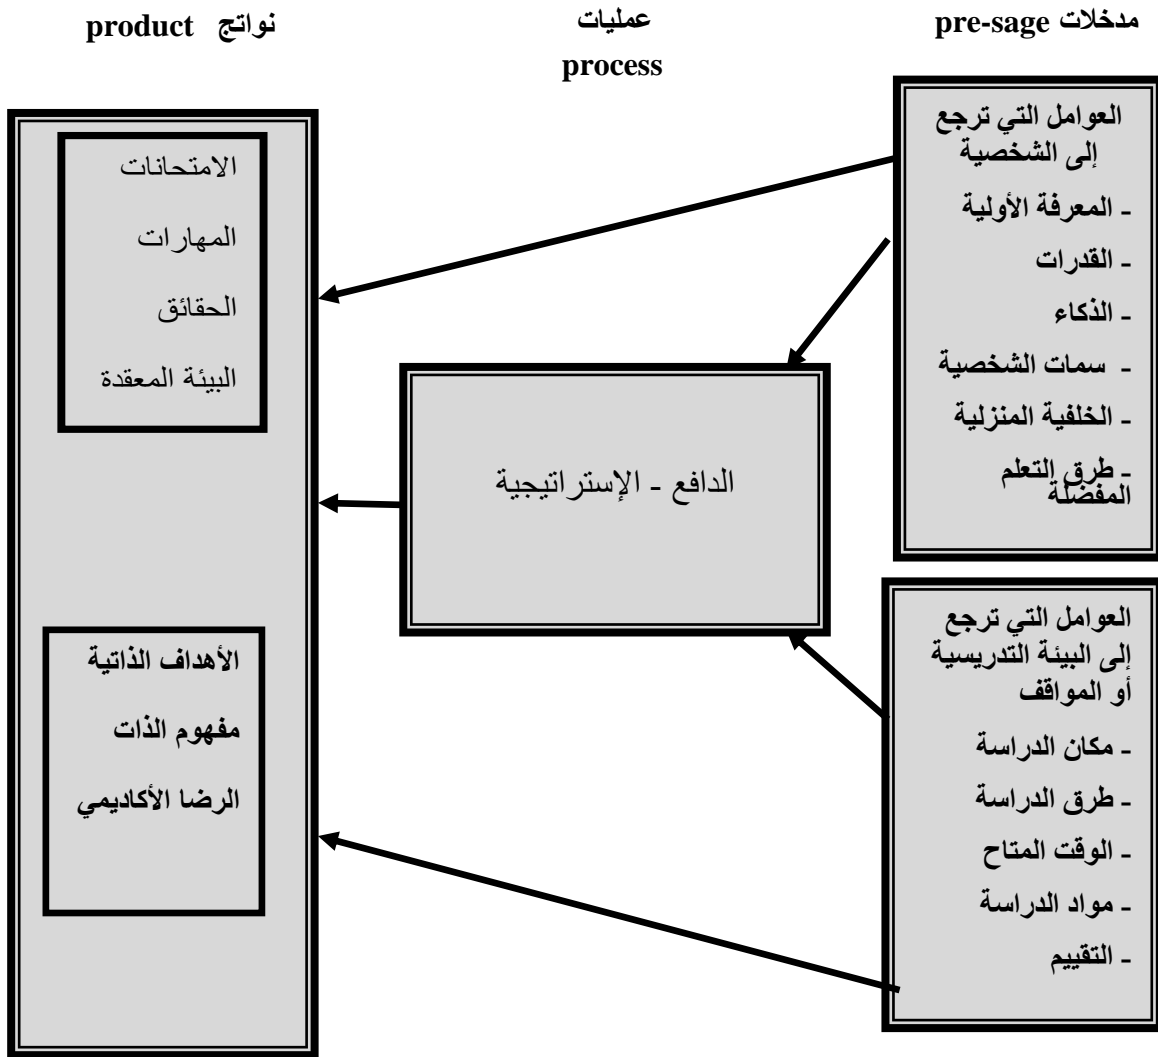 مدخلات pre-sage
عمليات
process
نواتج product
العوامل التي ترجع
إلى الشخصية
- المعرفة الأولية
- القدرات
- الذكاء
- سمات الشخصية
- الخلفية المنزلية
- طرق التعلم
المفضلة
العوامل التي ترجع
إلى البيئة التدريسية
أو المواقف
- مكان الدراسة
- طرق الدراسة
- الوقت المتاح
- مواد الدراسة
- التقييم
الدافع - الإستراتيجية
الامتحانات
المهارات
الحقائق
البيئة المعقدة
الأهداف الذاتية
مفهوم الذات
الرضا الأكاديمي